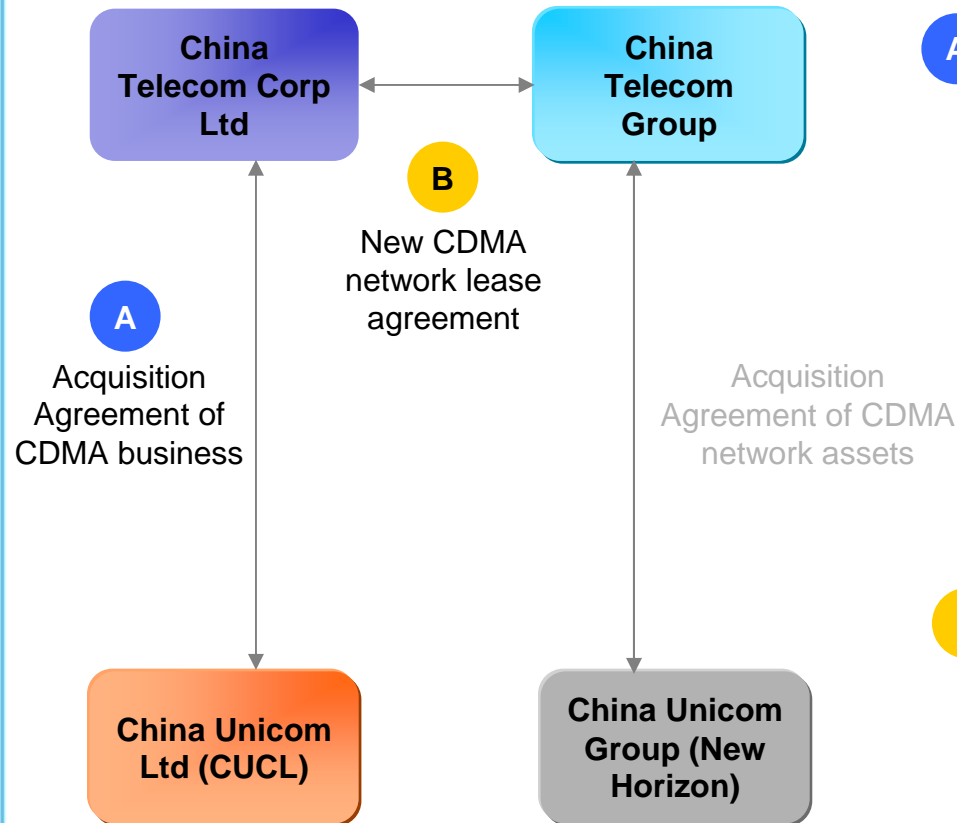 China
Telecom Corp
Ltd
China
Telecom
Group
A
B
New CDMA
network lease
agreement
A
Acquisition
Agreement of
CDMA business
Acquisition
Agreement of CDMA
network assets
China Unicom
Ltd (CUCL)
China Unicom
Group (New
Horizon)